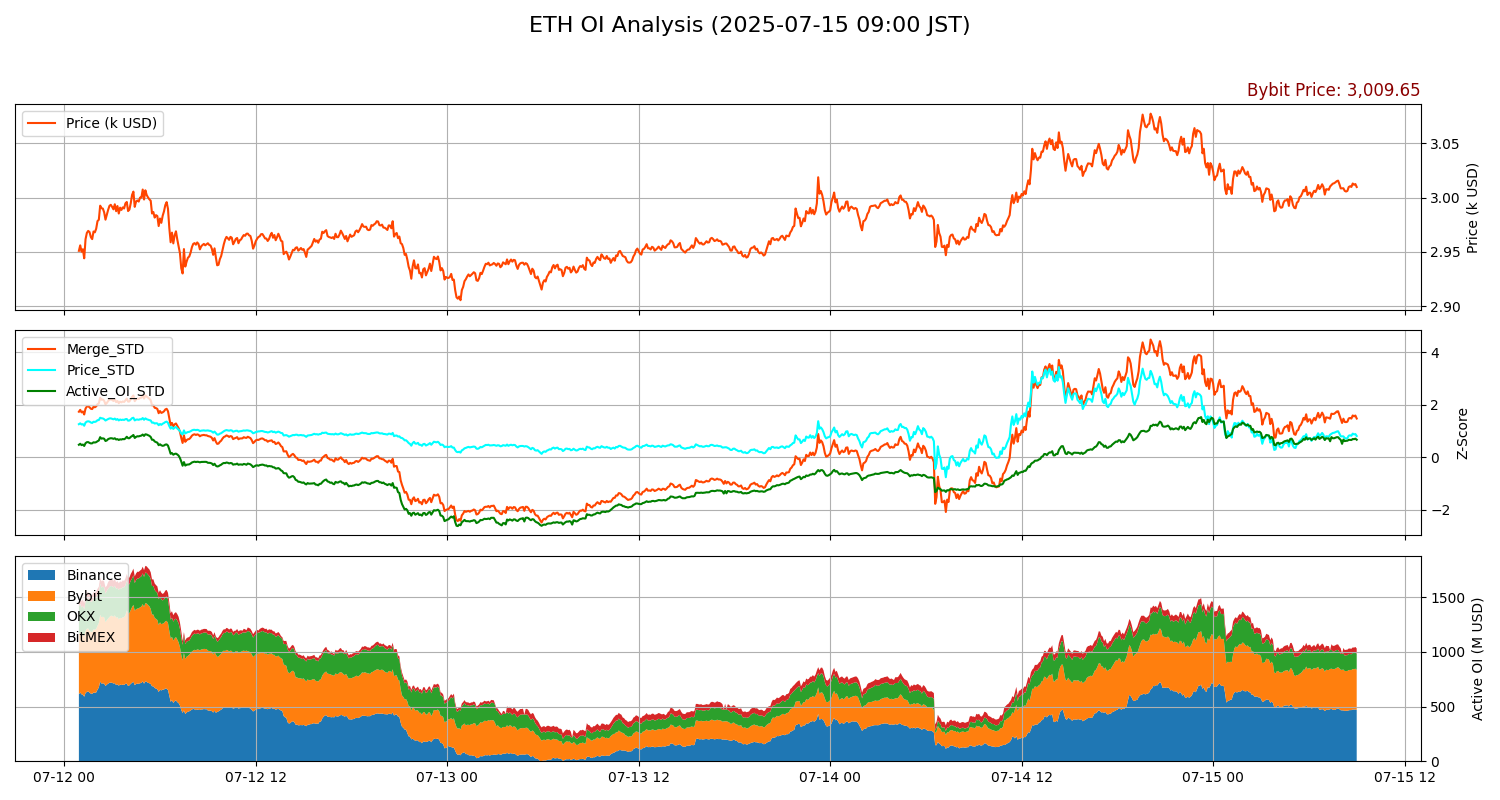 ETH OI Analysis (2025-07-15 09:00 JST)
Bybit Price: 3,009.65
Price (k USD)
3.05
3.00
2.95
2.90
Price (k USD)
Merge_STD
Price_STD
Active_OI_STD
4
2
0
−2
Z-Score
Binance
Bybit
OKX
BitMEX
1500
1000
500
0
Active OI (M USD)
07-12 00
07-12 12
07-13 00
07-13 12
07-14 00
07-14 12
07-15 00
07-15 12